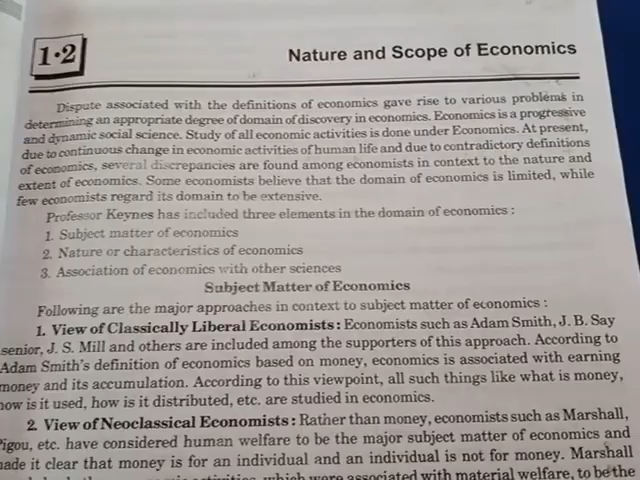 1·2
Nature and Scope of Economics
Dispute associated with the definitions of economics gave rise to various problems in
determining an appropriate degree of domain of discovery in economics. Economics is a progressive
and dynamic social science. Study of all economic activities is done under Economics. At present,
due to continuous change in economic activities of human life and due to contradictory definitions
of economics, several discrepancies are found among economists in context to the nature and
extent of economics. Some economists believe that the domain of economics is limited, while
few economists regard its domain to be extensive.
Professor Keynes has included three elements in the domain of economics :
1. Subject matter of economics
2. Nature or characteristics of economics
3. Association of economics with other sciences
Subject Matter of Economics
Following are the major approaches in context to subject matter of economics :
1. View of Classically Liberal Economists : Economists such as Adam Smith, J. B. Say
senior, J. S. Mill and others are included among the supporters of this approach. According to
Adam Smith's definition of economics based on money, economics is associated with earning
money and its accumulation. According to this viewpoint, all such things like what is money,
how is it used, how is it distributed, etc. are studied in economics.
2. View of Neoclassical Economists : Rather than money, economists such as Marshall,
Pigou, etc. have considered human welfare to be the major subject matter of economics and
made it clear that money is for an individual and an individual is not for money. Marshall
which were associated with material welfare, to be the